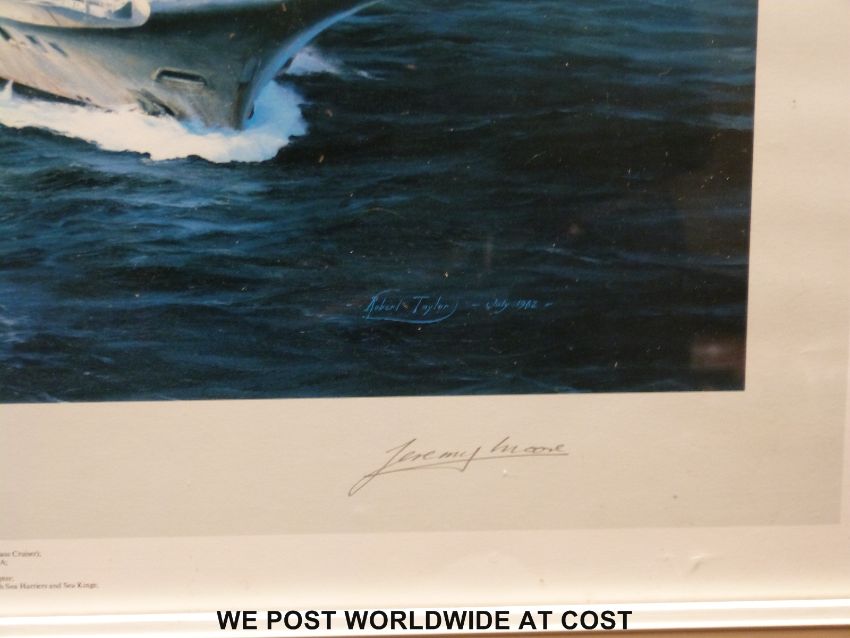 Robert Taylor - July 1982 -
Jeremy Moore
Cruiser);
A;
h Sea Harriers and Sea Kings;
WE POST WORLDWIDE AT COST